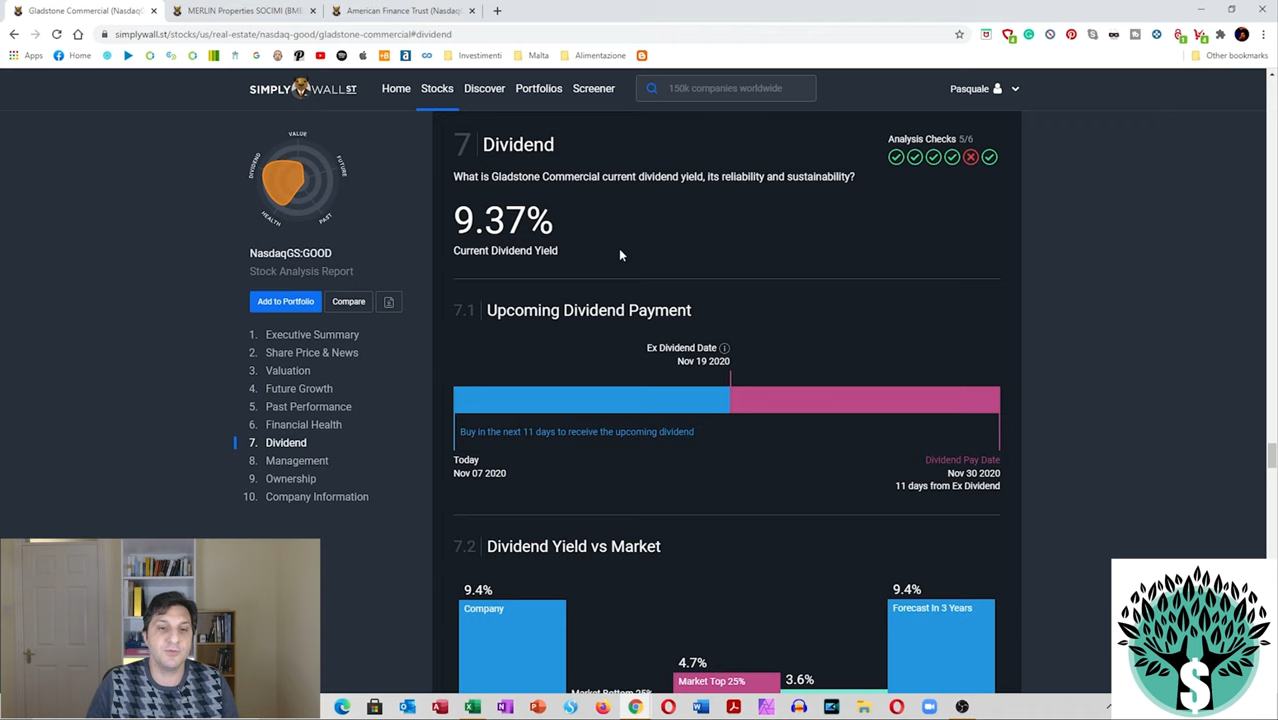 Gladstone Commercial (NasdaqG
MERLIN Properties SOCIMI (BME
American Finance Trust (NasdaqG
simplywall.st/stocks/us/real-estate/nasdaq-good/gladstone-commercial#dividend
Apps
Home
Investimenti
Malta
Alimentazione
Other bookmarks
SIMPLY WALL ST
Home
Stocks
Discover
Portfolios
Screener
150k companies worldwide
Pasquale
VALUE
FUTURE
PAST
HEALTH
DIVIDEND
NasdaqGS:GOOD
Stock Analysis Report
Add to Portfolio
Compare
1. Executive Summary
2. Share Price & News
3. Valuation
4. Future Growth
5. Past Performance
6. Financial Health
7. Dividend
8. Management
9. Ownership
10. Company Information
7 Dividend
Analysis Checks 5/6
What is Gladstone Commercial current dividend yield, its reliability and sustainability?
9.37%
Current Dividend Yield
7.1 Upcoming Dividend Payment
Ex Dividend Date
Nov 19 2020
Buy in the next 11 days to receive the upcoming dividend
Today
Nov 07 2020
Dividend Pay Date
Nov 30 2020
11 days from Ex Dividend
7.2 Dividend Yield vs Market
9.4%
Company
Market Bottom 25%
4.7%
Market Top 25%
3.6%
9.4%
Forecast In 3 Years
$